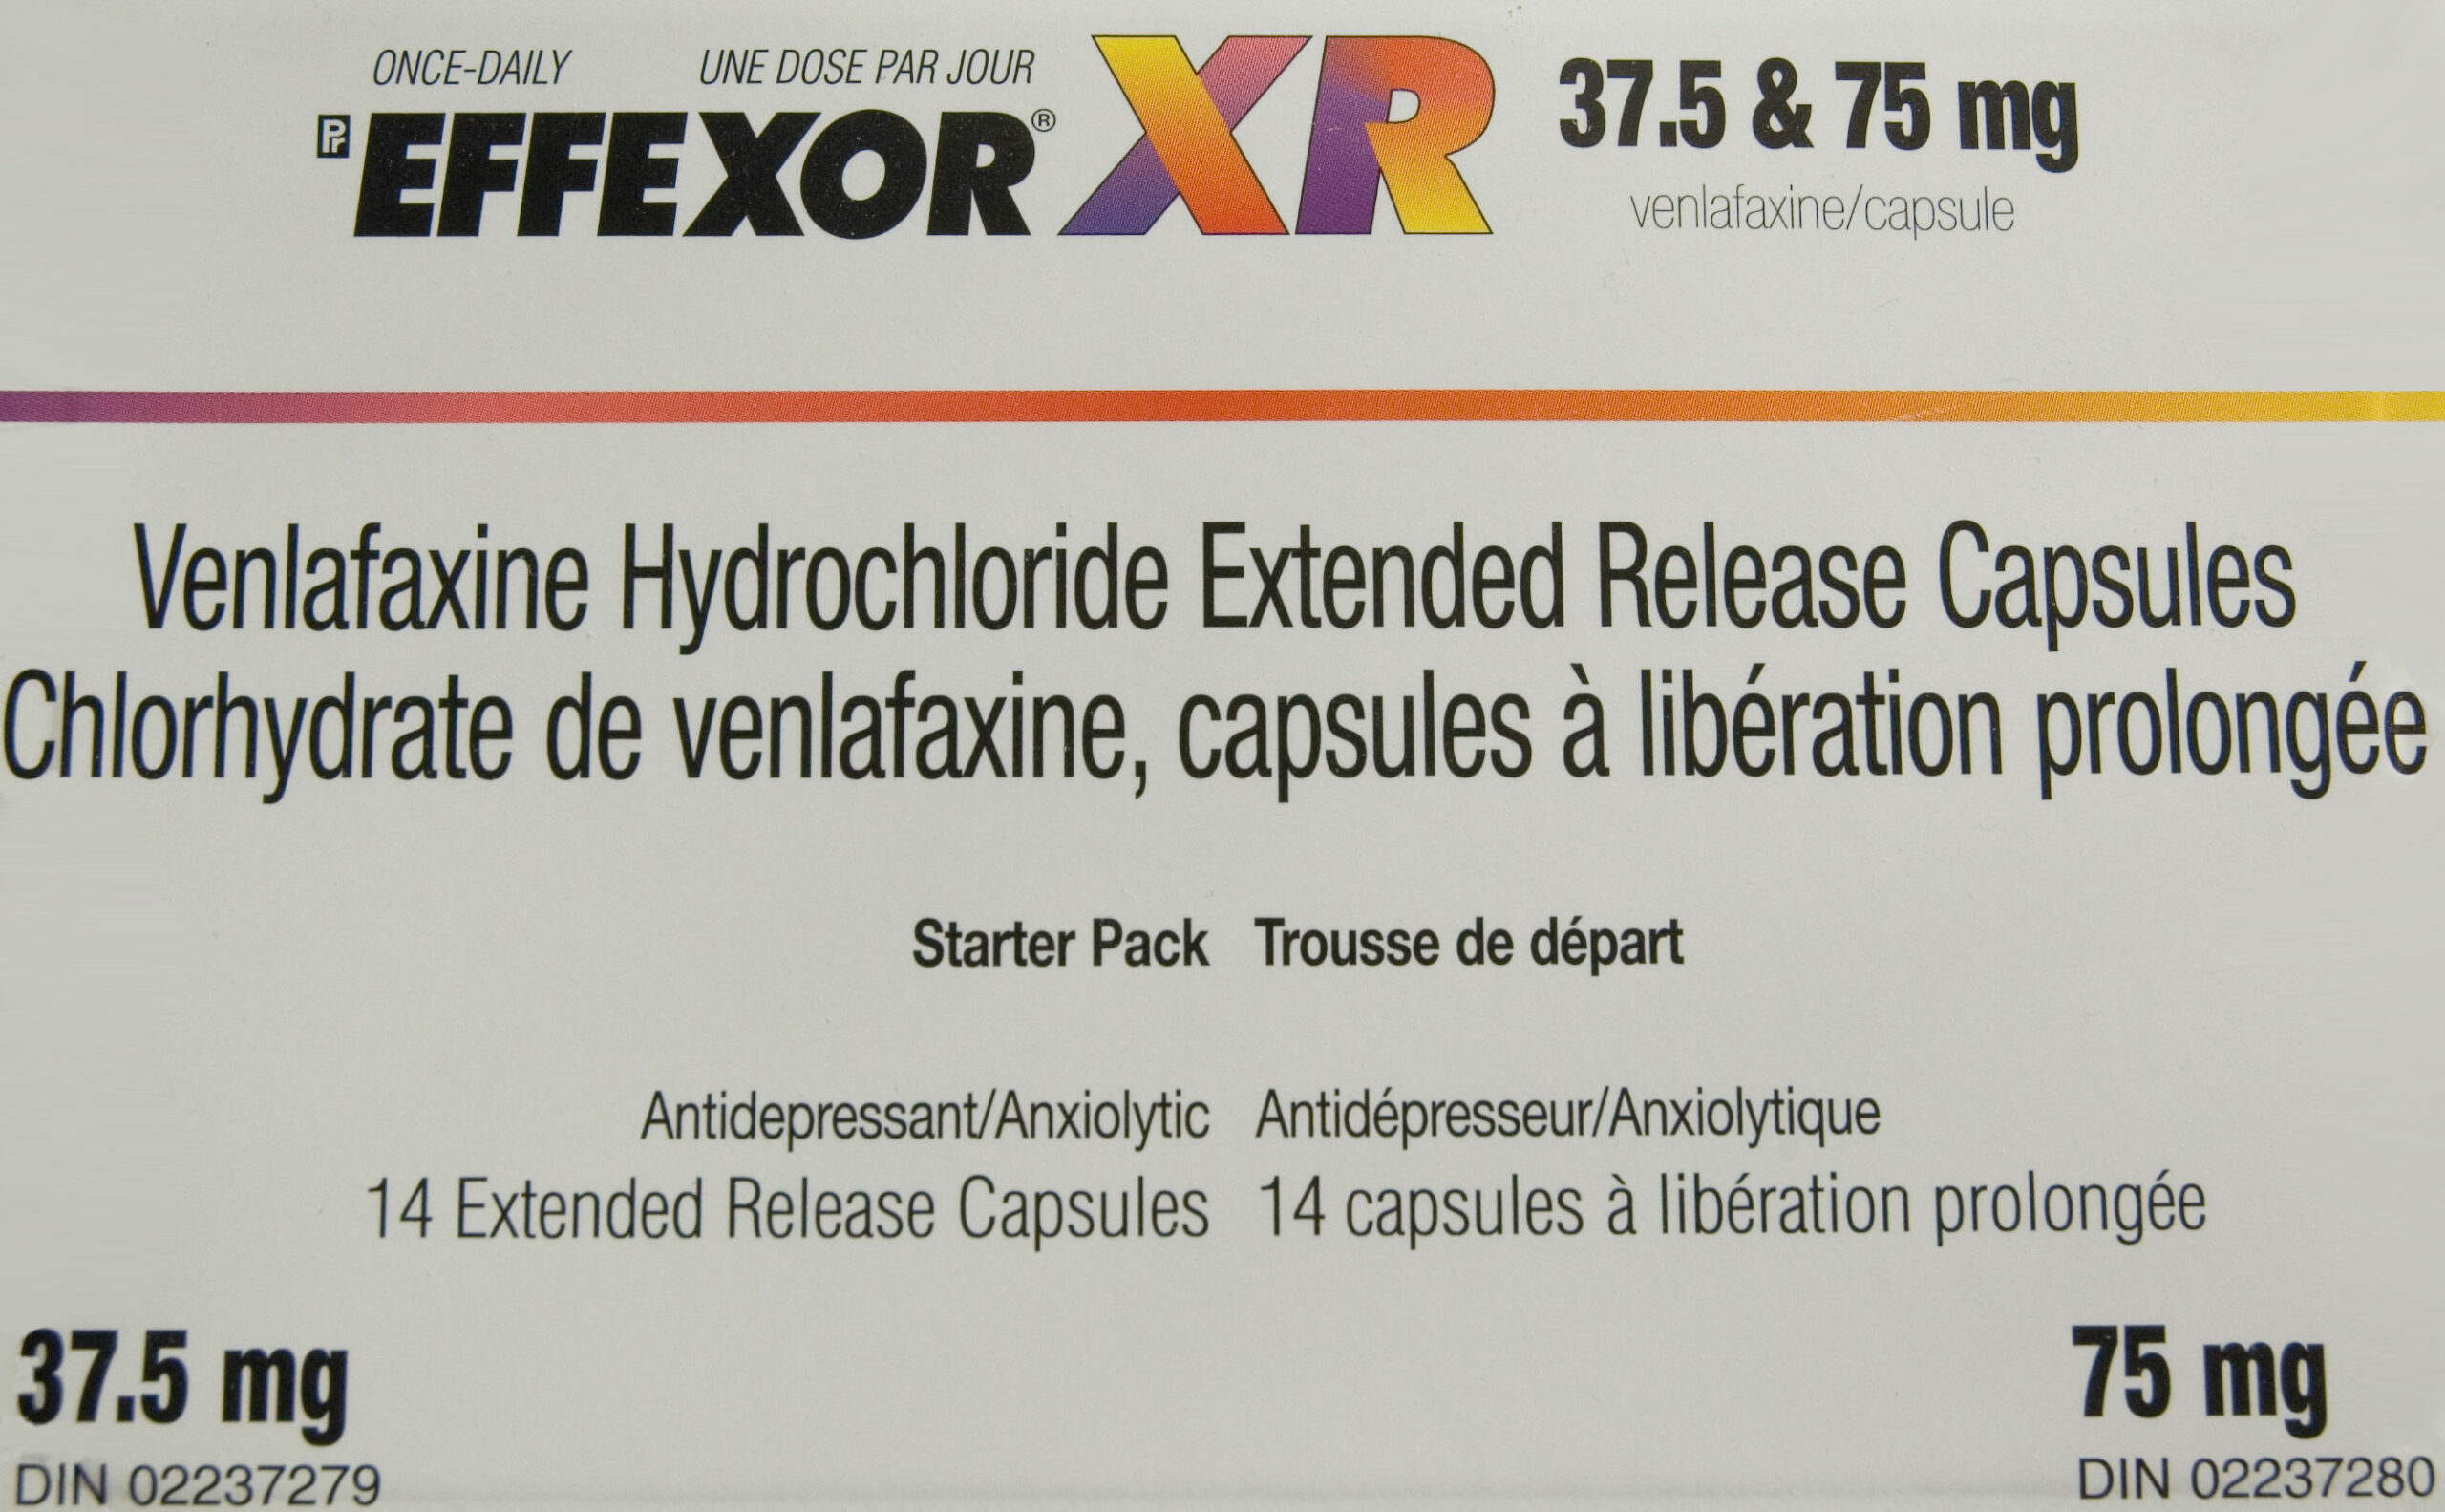 ONCE-DAILY UNE DOSE PAR JOUR
Pr EFFEXOR® XR 37.5 & 75 mg
venlafaxine/capsule
Venlafaxine Hydrochloride Extended Release Capsules
Chlorhydrate de venlafaxine, capsules à libération prolongée
Starter Pack Trousse de départ
Antidepressant/Anxiolytic Antidépresseur/Anxiolytique
14 Extended Release Capsules 14 capsules à libération prolongée
37.5 mg 75 mg
DIN 02237279 DIN 02237280